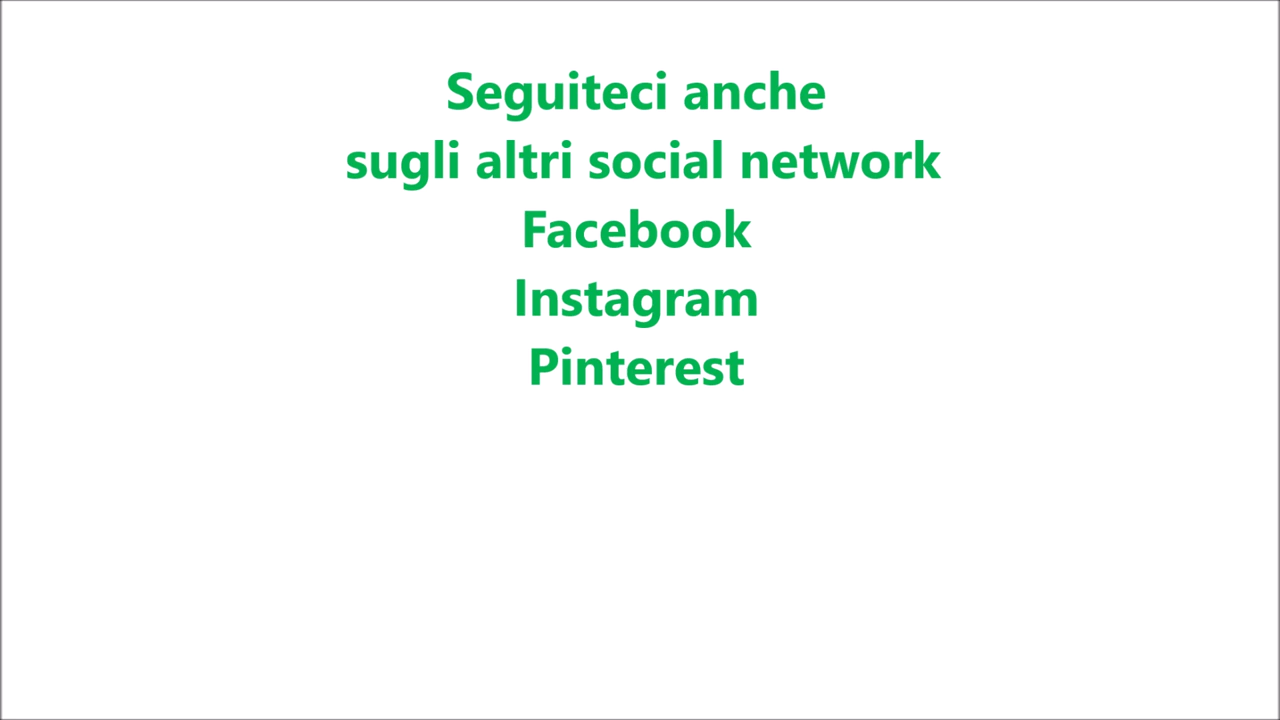 Seguiteci anche
sugli altri social network
Facebook
Instagram
Pinterest